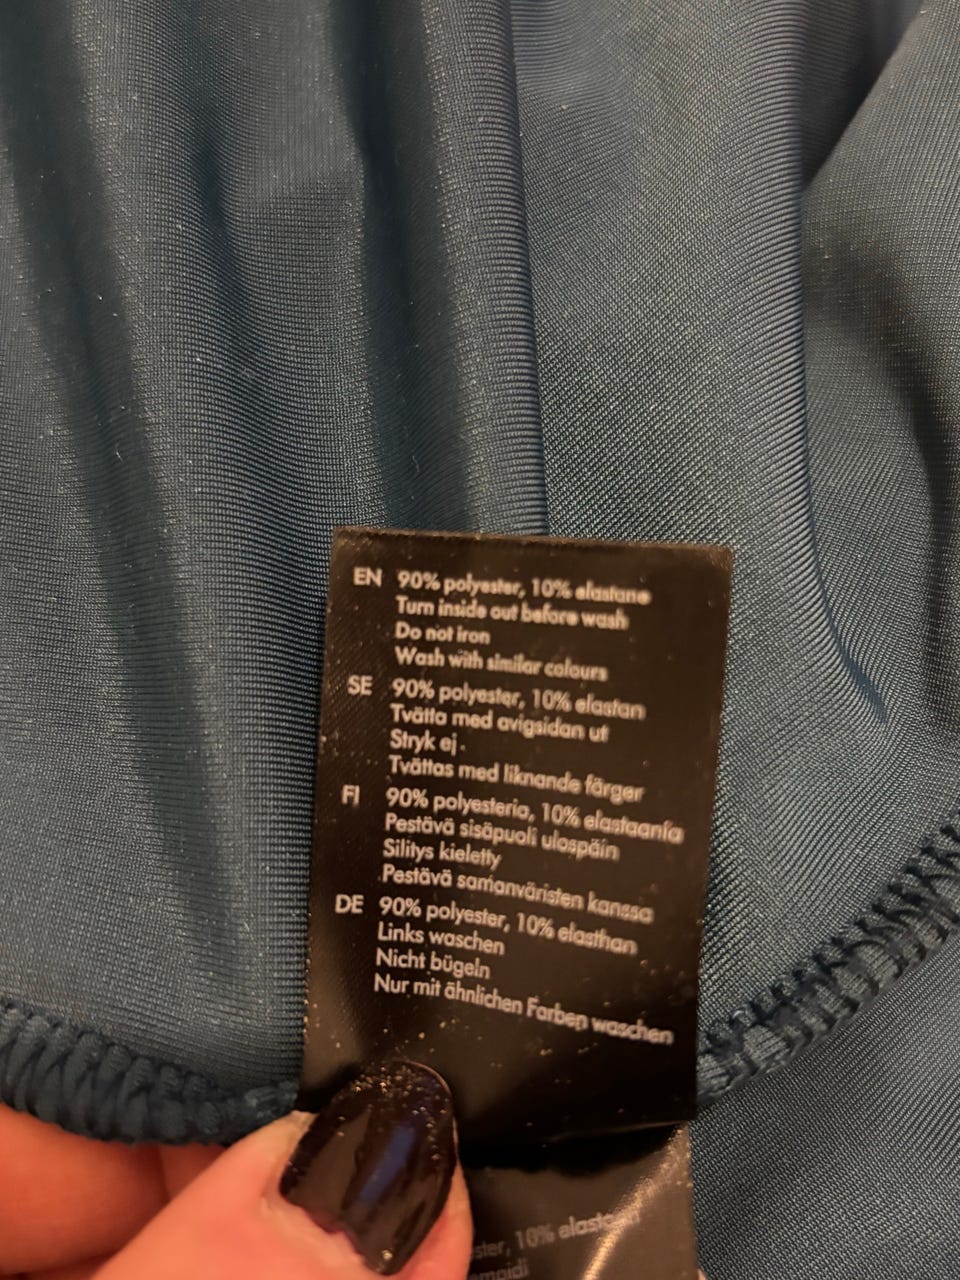 EN 90% polyester, 10% elastane
Turn inside out before wash
Do not iron
Wash with similar colours
SE 90% polyester, 10% elastan
Tvätta med avigsidan ut
Stryk ej.
Tvättas med liknande färger
FI 90% polyesteria, 10% elastaania
Pestävä sisäpuoli ulospäin
Silitys kieletty
Pestävä samanväristen kanssa
DE 90% polyester, 10% elasthan
Links waschen
Nicht bügeln
Nur mit ähnlichen Farben waschen
10%